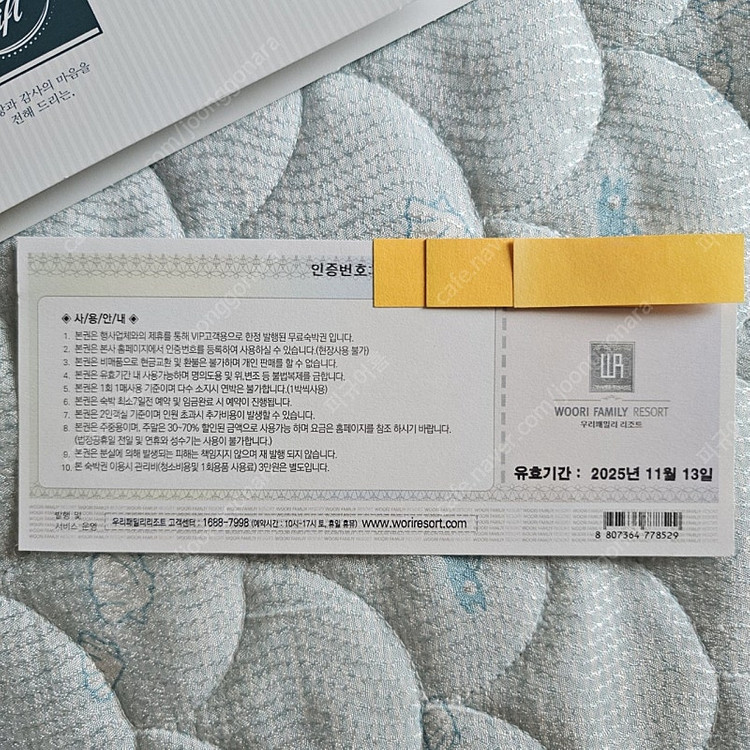 감사의 마음을
전해 드리는,
인증번호:
◈ 사/용/안/내 ◈
1. 본권은 행사업체와의 제휴를 통해 VIP고객용으로 한정 발행된 무료숙박권 입니다.
2. 본권은 본사 홈페이지에서 인증번호를 등록하여 사용하실 수 있습니다.(현장사용 불가)
3. 본권은 비매품으로 현금교환 및 환불은 불가하며 개인 판매를 할 수 없습니다.
4. 본권은 유효기간 내 사용가능하며 명의도용 및 위.변조 등 불법복제를 금합니다.
5. 본권은 1회 1매사용 기준이며 다수 소지시 연박은 불가합니다.(1박씩사용)
6. 본권은 숙박 최소7일전 예약 및 입금완료 시 예약이 진행됩니다.
7. 본권은 2인적실 기준이며 인원 초과시 추가비용이 발생할 수 있습니다.
8. 본권은 주중용이며, 주말은 30~70% 할인된 금액으로 사용가능 하며 요금은 홈페이지를 참조 하시기 바랍니다.
(법정공휴일 전일 및 연휴와 성수기는 사용이 불가합니다.)
9. 본권은 분실에 의해 발생되는 피해는 책임지지 않으며 재 발행 되지 않습니다.
10. 본 숙박권 이용시 관리비(청소비용및 1회용품 사용료) 3만원은 별도입니다.
WOORI FAMILY RESORT
우리패밀리 리조트
유효기간 : 2025년 11월 13일
발행 및
서비스 운영
우리패밀리리조트 고객센터 : 1688-7998 (예약시간 : 10시~17시 토, 휴일 휴무) www.woriresort.com
8 807364 778529